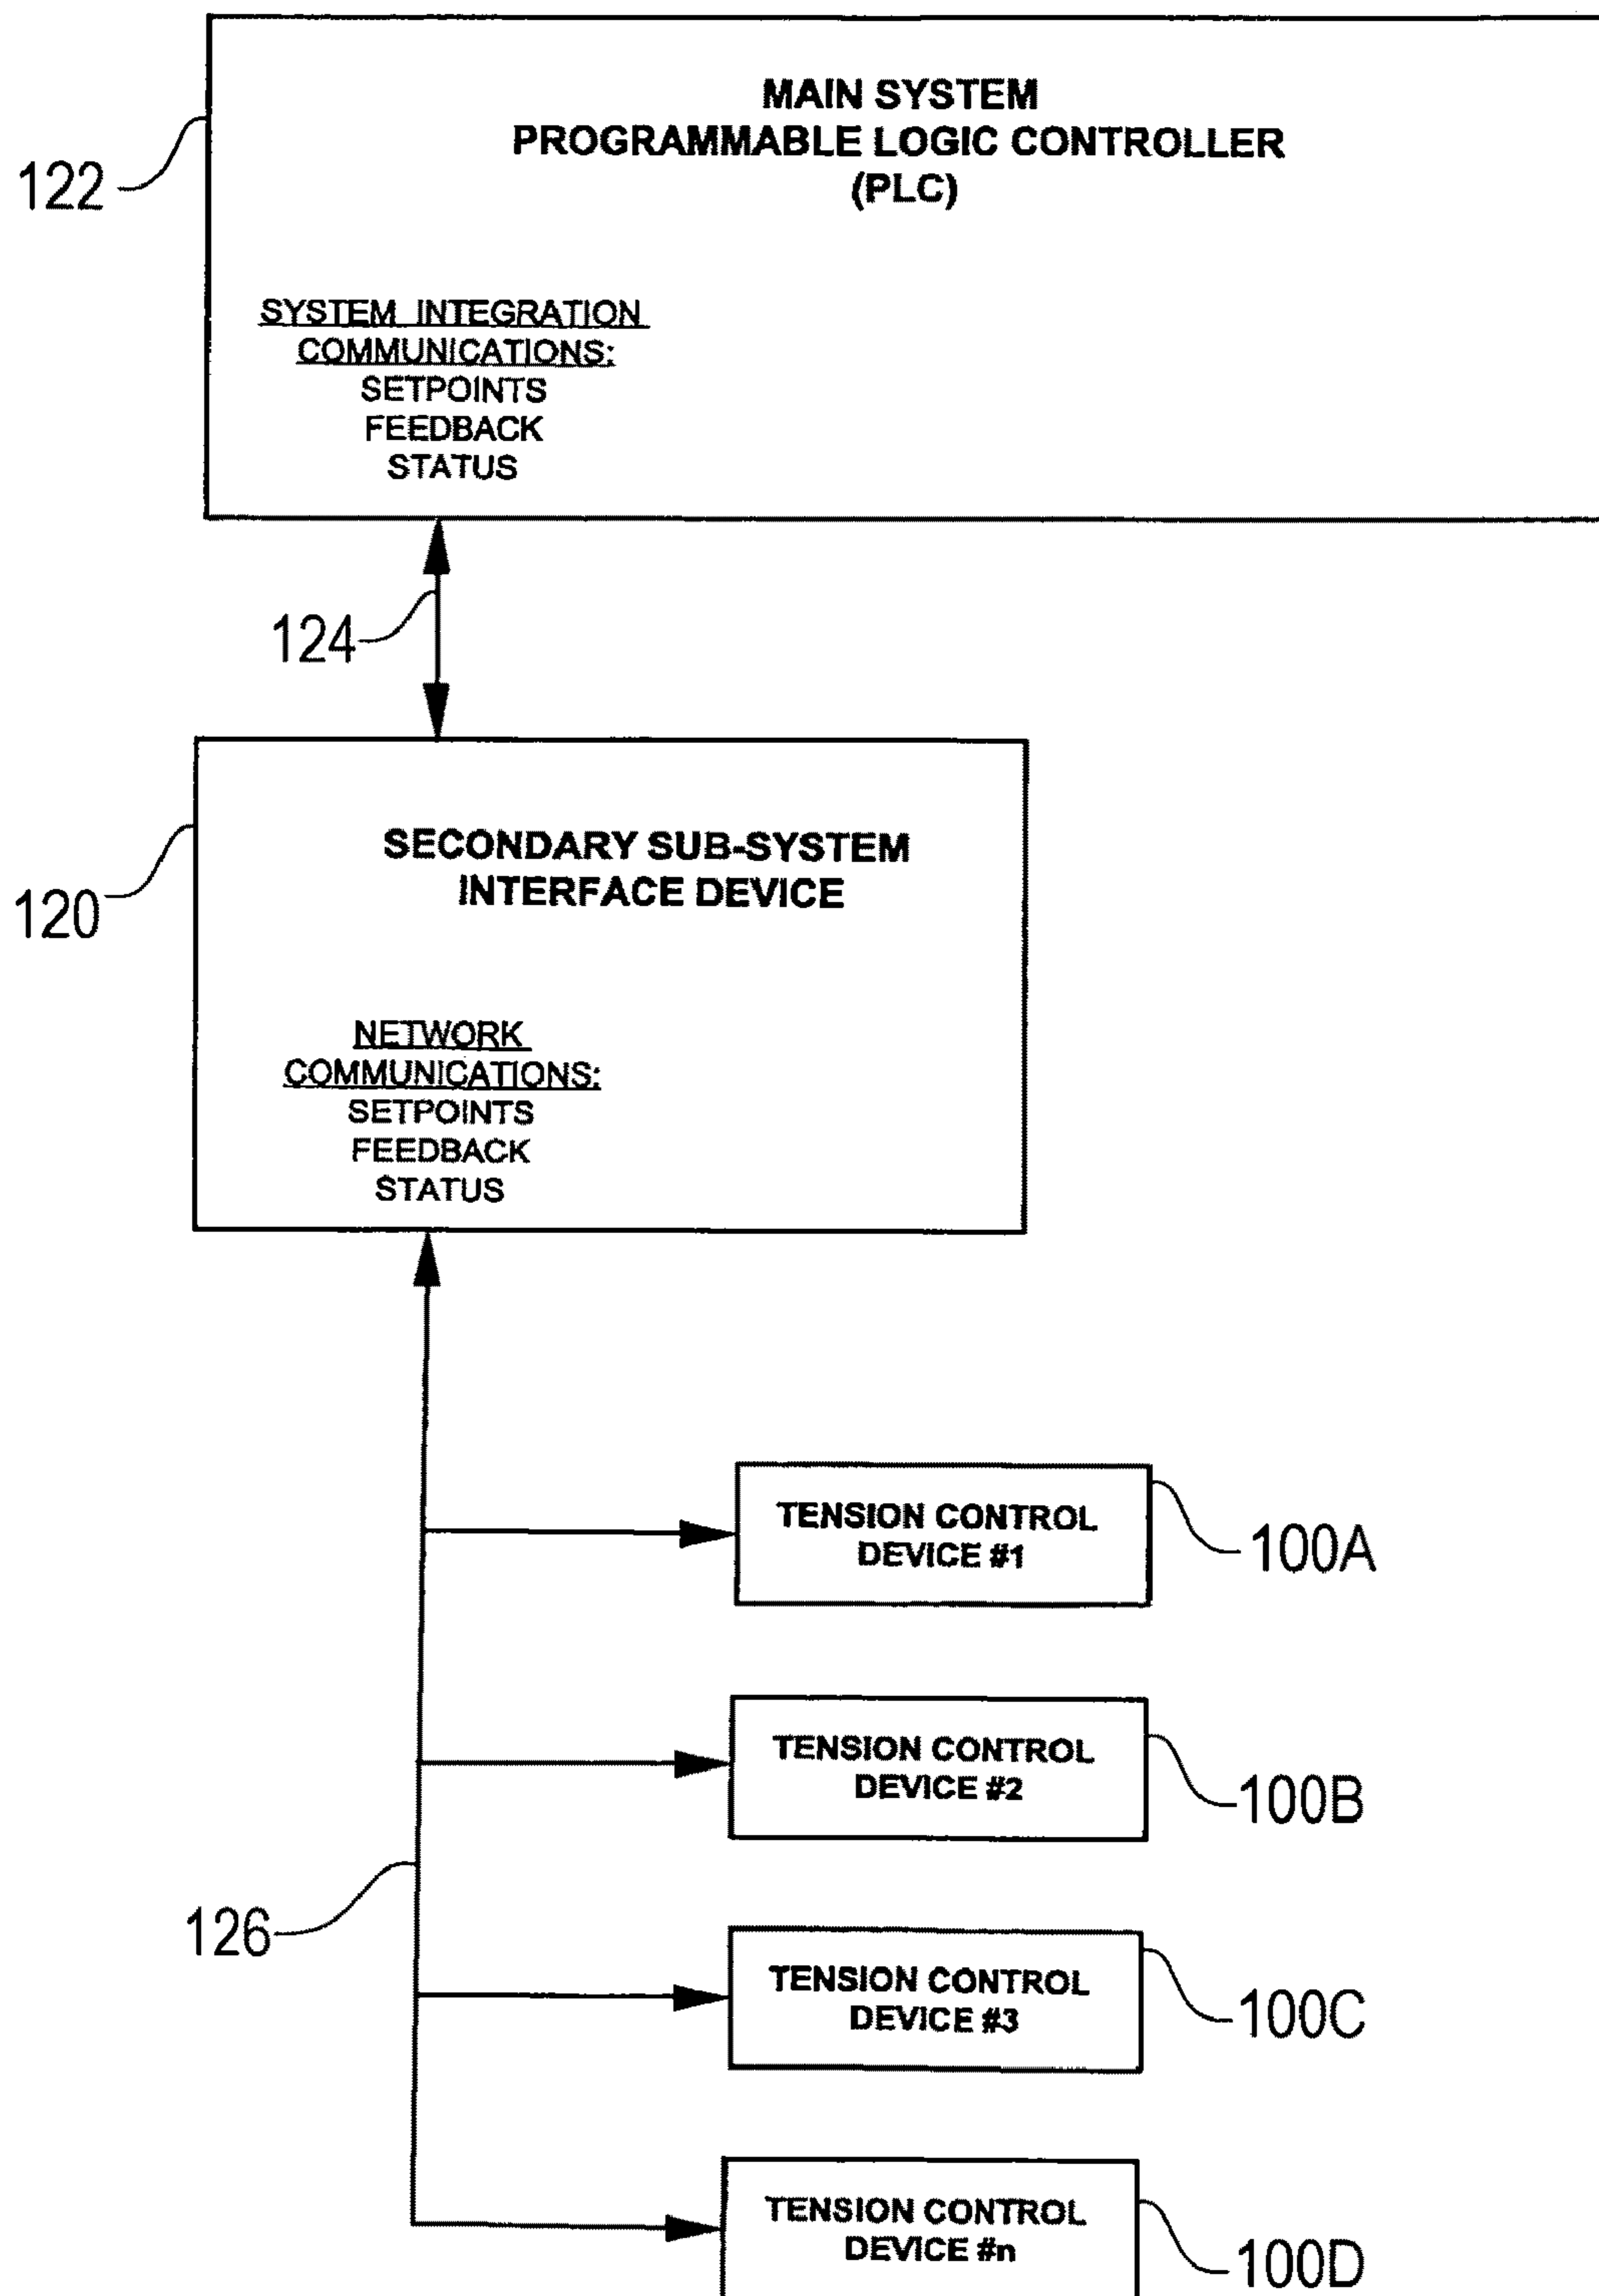 MAIN SYSTEM
PROGRAMMABLE LOGIC CONTROLLER
(PLC)
122
SYSTEM INTEGRATION
COMMUNICATIONS:
SETPOINTS
FEEDBACK
STATUS
124
SECONDARY SUB-SYSTEM
INTERFACE DEVICE
120
NETWORK
COMMUNICATIONS:
SETPOINTS
FEEDBACK
STATUS
TENSION CONTROL
DEVICE #1
100A
TENSION CONTROL
DEVICE #2
100B
126
TENSION CONTROL
DEVICE #3
100C
TENSION CONTROL
DEVICE #n
100D